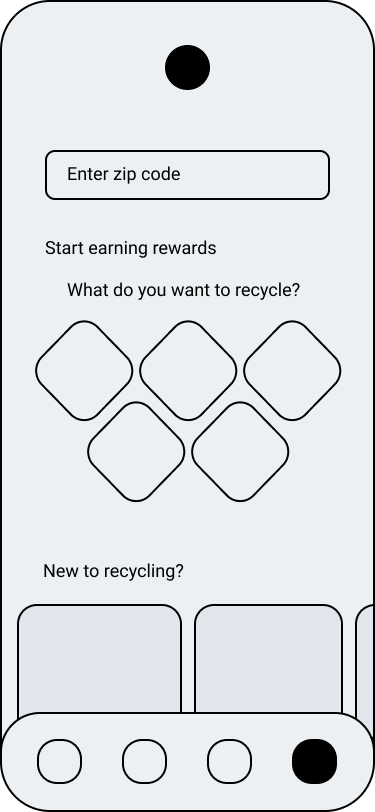 Enter zip code
Start earning rewards
What do you want to recycle?
New to recycling?